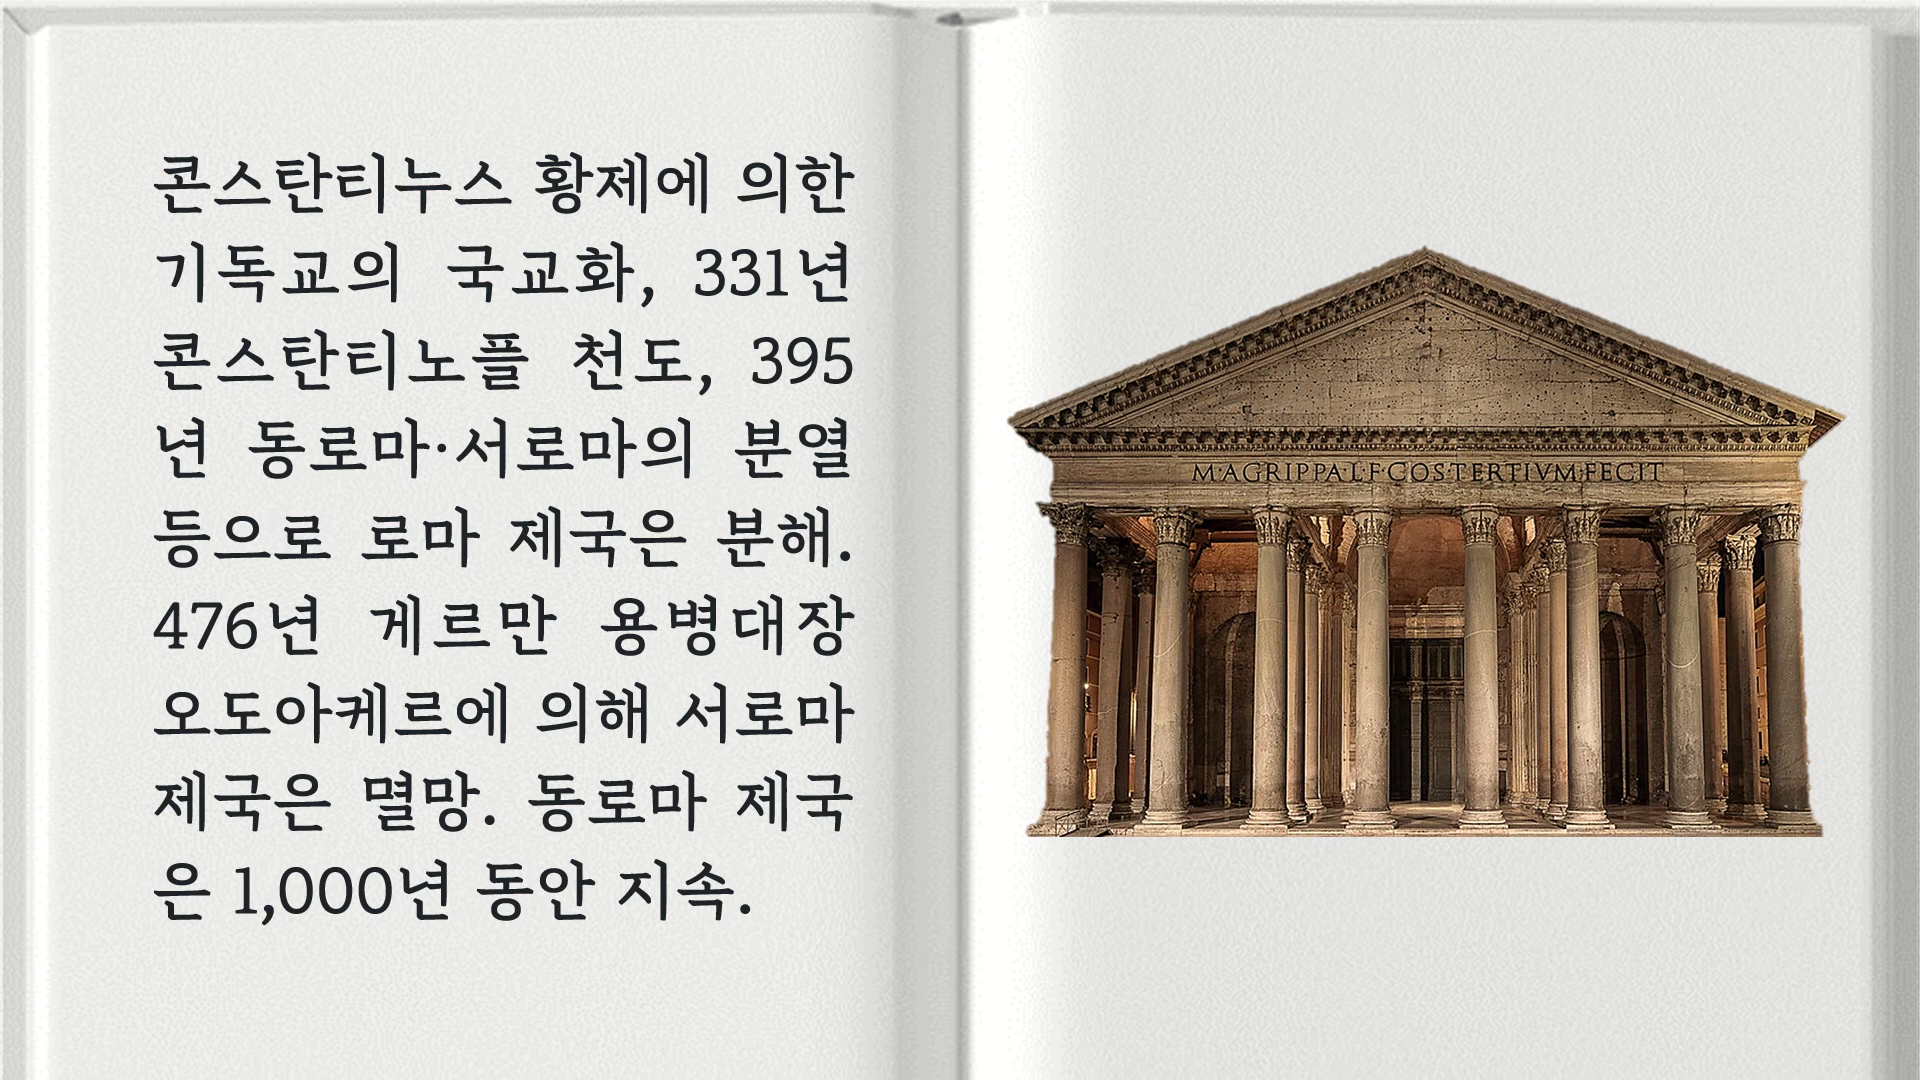 콘스탄티누스 황제에 의한
기독교의 국교화, 331년
콘스탄티노플 천도, 395
년 동로마·서로마의 분열
등으로 로마 제국은 분해.
476년 게르만 용병대장
오도아케르에 의해 서로마
제국은 멸망. 동로마 제국
은 1,000년 동안 지속.
M·AGRIPPA·L·F·COS·TERTIVM·FECIT